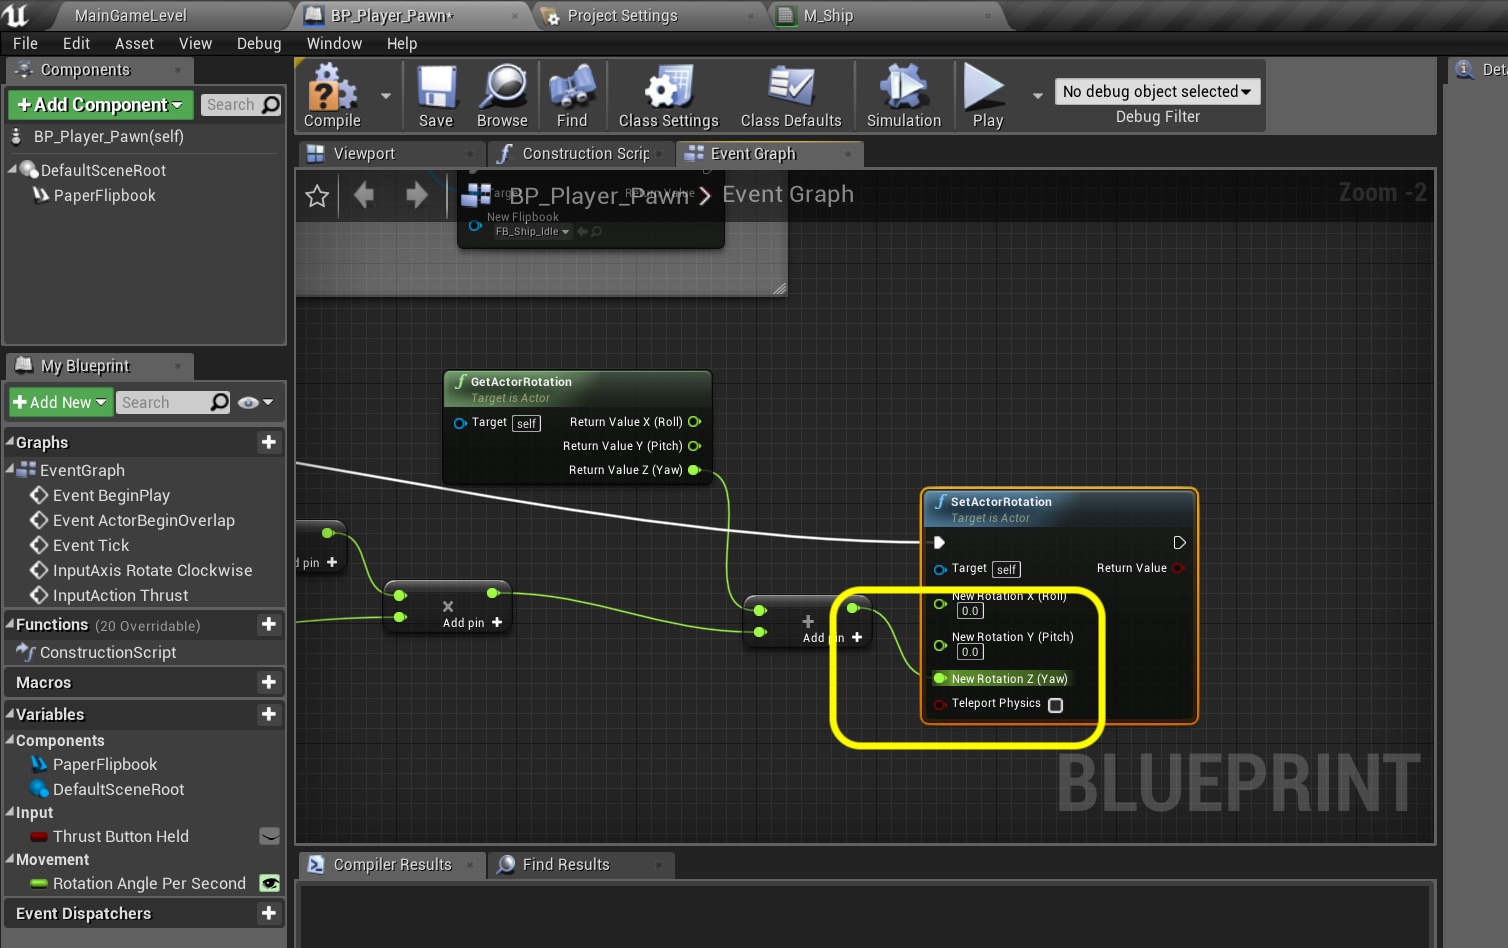 MainGameLevel
BP_Player_Pawn*
Project Settings
M_Ship
File Edit Asset View Debug Window Help
Components
+Add Component
Search
BP_Player_Pawn(self)
DefaultSceneRoot
PaperFlipbook
Compile
Save
Browse
Find
Class Settings
Class Defaults
Simulation
Play
No debug object selected
Debug Filter
Viewport
Construction Scrip
Event Graph
BP_Player_Pawn > Event Graph
Zoom -2
Return Value
New Flipbook
FB_Ship_Idle
GetActorRotation
Target is Actor
Target self
Return Value X (Roll)
Return Value Y (Pitch)
Return Value Z (Yaw)
d pin +
×
Add pin +
+
Add pin +
SetActorRotation
Target is Actor
Target self
Return Value
New Rotation X (Roll)
0.0
New Rotation Y (Pitch)
0.0
New Rotation Z (Yaw)
Teleport Physics
BLUEPRINT
My Blueprint
+Add New
Search
Graphs
EventGraph
Event BeginPlay
Event ActorBeginOverlap
Event Tick
InputAxis Rotate Clockwise
InputAction Thrust
Functions (20 Overridable)
ConstructionScript
Macros
Variables
Components
PaperFlipbook
DefaultSceneRoot
Input
Thrust Button Held
Movement
Rotation Angle Per Second
Event Dispatchers
Compiler Results
Find Results
Deta